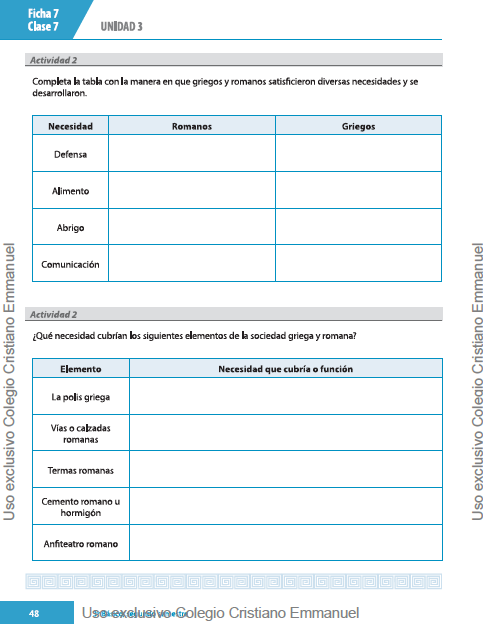 Ficha 7
Clase 7
UNIDAD 3
Actividad 2
Completa la tabla con la manera en que griegos y romanos satisficieron diversas necesidades y se
desarrollaron.
Necesidad Romanos Griegos
Defensa
Alimento
Abrigo
Comunicación
Actividad 2
¿Qué necesidad cubrían los siguientes elementos de la sociedad griega y romana?
Elemento Necesidad que cubría o función
La polis griega
Vías o calzadas
romanas
Termas romanas
Cemento romano u
hormigón
Anfiteatro romano
48
Uso exclusivo Colegio Cristiano Emmanuel
Uso exclusivo Colegio Cristiano Emmanuel
Uso exclusivo Colegio Cristiano Emmanuel